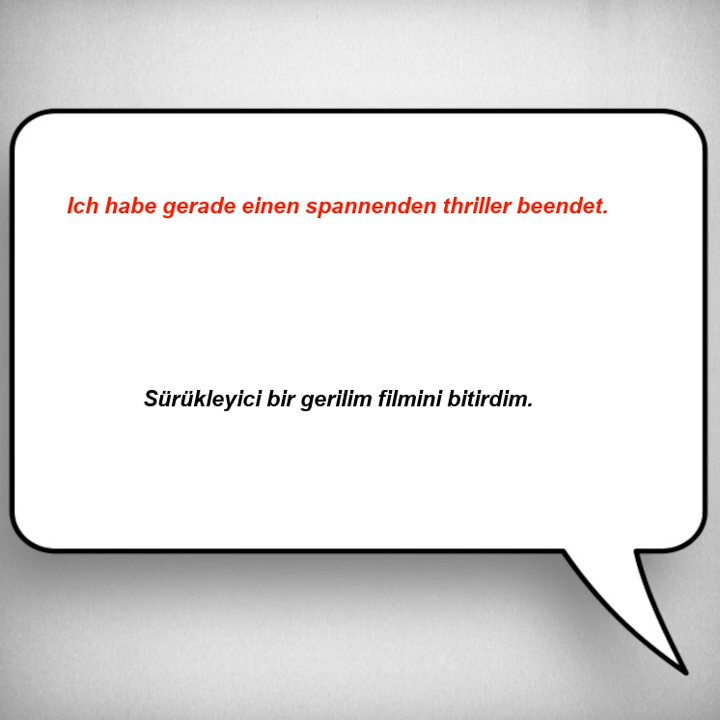 Ich habe gerade einen spannenden thriller beendet.
Sürükleyici bir gerilim filmini bitirdim.